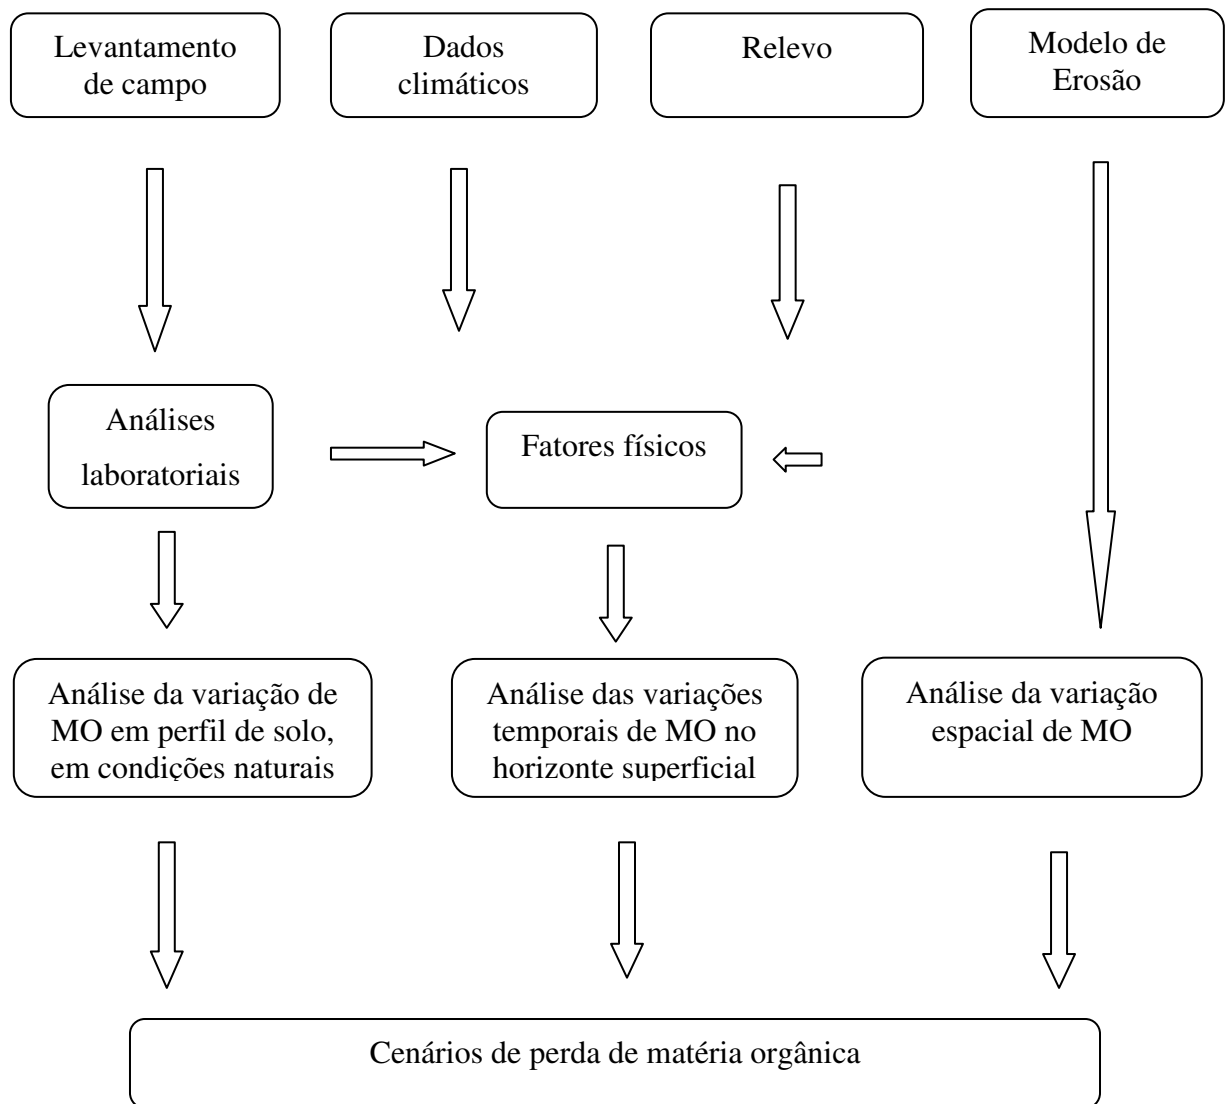 Levantamento
de campo
Dados
climáticos
Relevo
Modelo de
Erosão
Análises
laboratoriais
Fatores físicos
Análise da variação de
MO em perfil de solo,
em condições naturais
Análise das variações
temporais de MO no
horizonte superficial
Análise da variação
espacial de MO
Cenários de perda de matéria orgânica